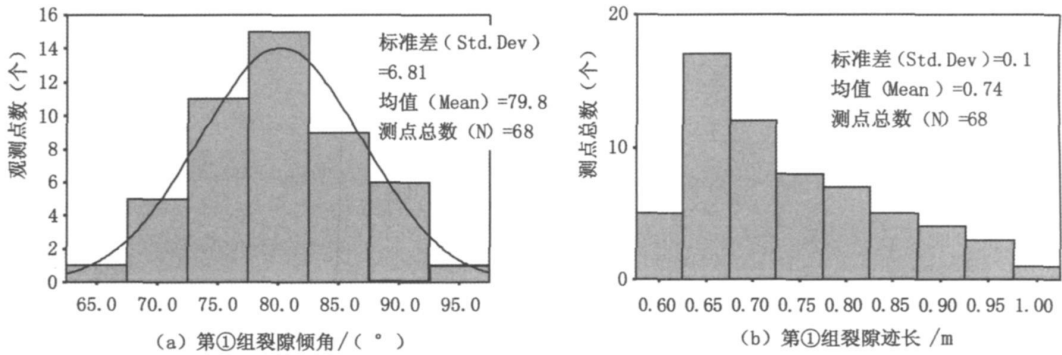 16
14
12
10
8
6
4
2
0
观测点数（个）
标准差（Std.Dev）
=6.81
均值（Mean）=79.8
测点总数（N）=68
65.0 70.0 75.0 80.0 85.0 90.0 95.0
（a）第①组裂隙倾角/（ °）
20
10
0
测点总数（个）
标准差（Std.Dev）=0.1
均值（Mean ）=0.74
测点总数（N）=68
0.60 0.65 0.70 0.75 0.80 0.85 0.90 0.95 1.00
（b）第①组裂隙迹长 /m